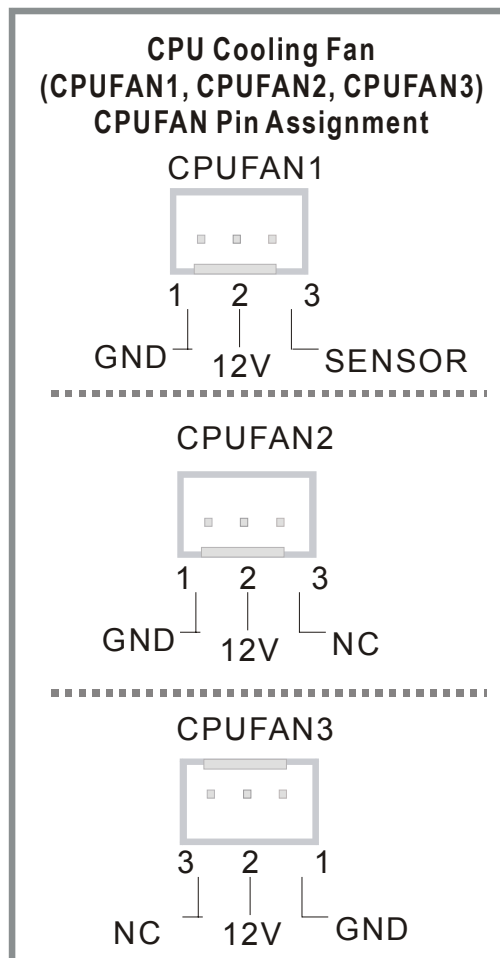 CPU Cooling Fan
(CPUFAN1, CPUFAN2, CPUFAN3)
CPUFAN Pin Assignment
CPUFAN1
1 2 3
GND 12V SENSOR
CPUFAN2
1 2 3
GND 12V NC
CPUFAN3
3 2 1
NC 12V GND